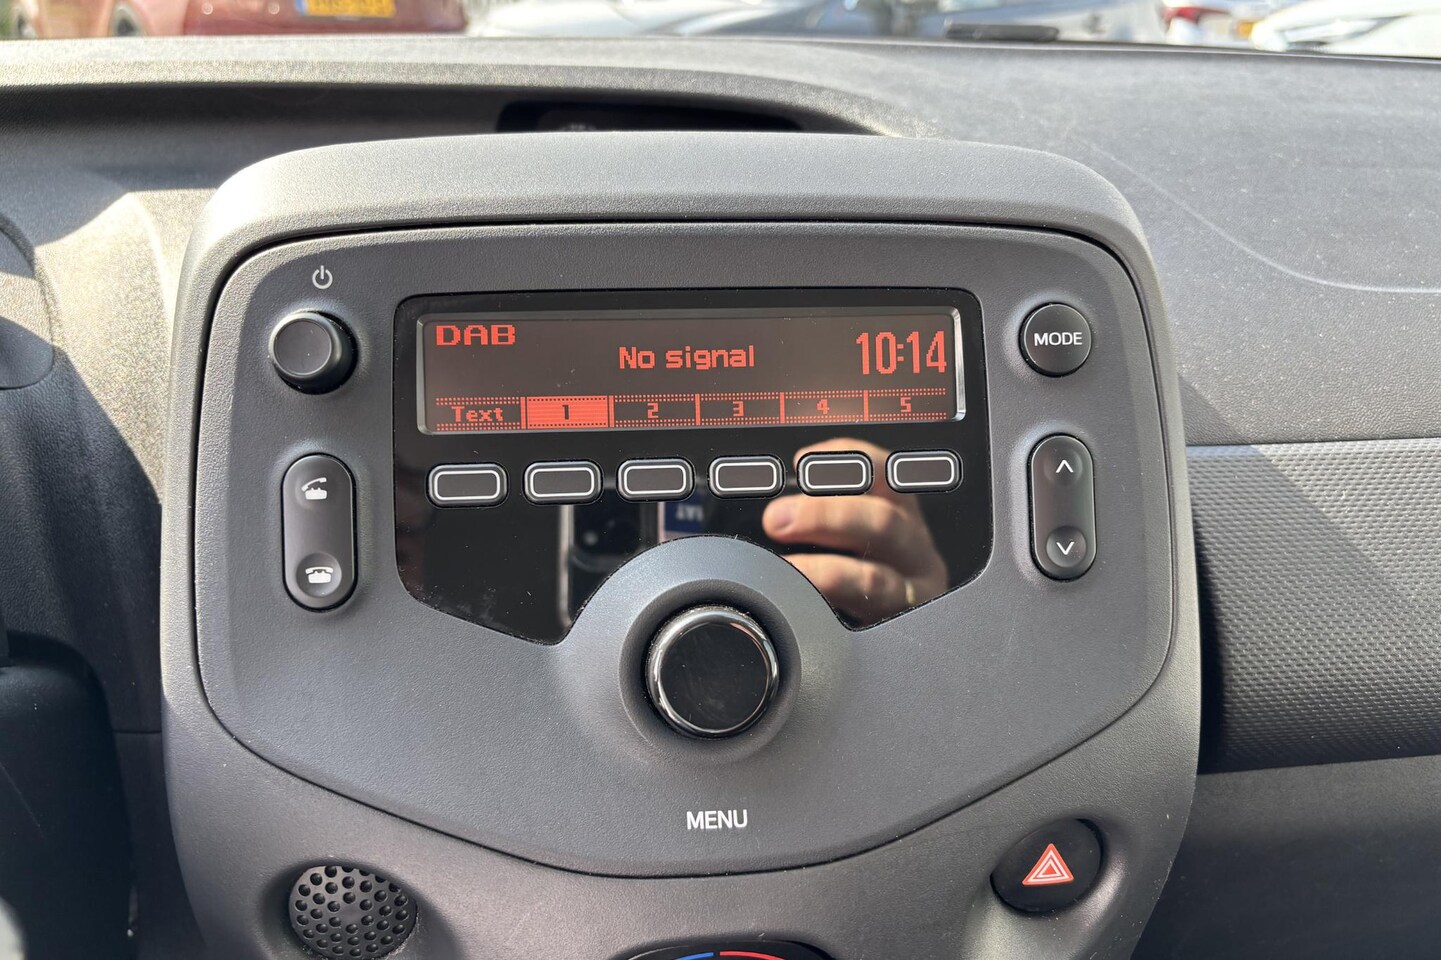 DAB
No signal
10:14
Text 1 2 3 4 5
MODE
MENU